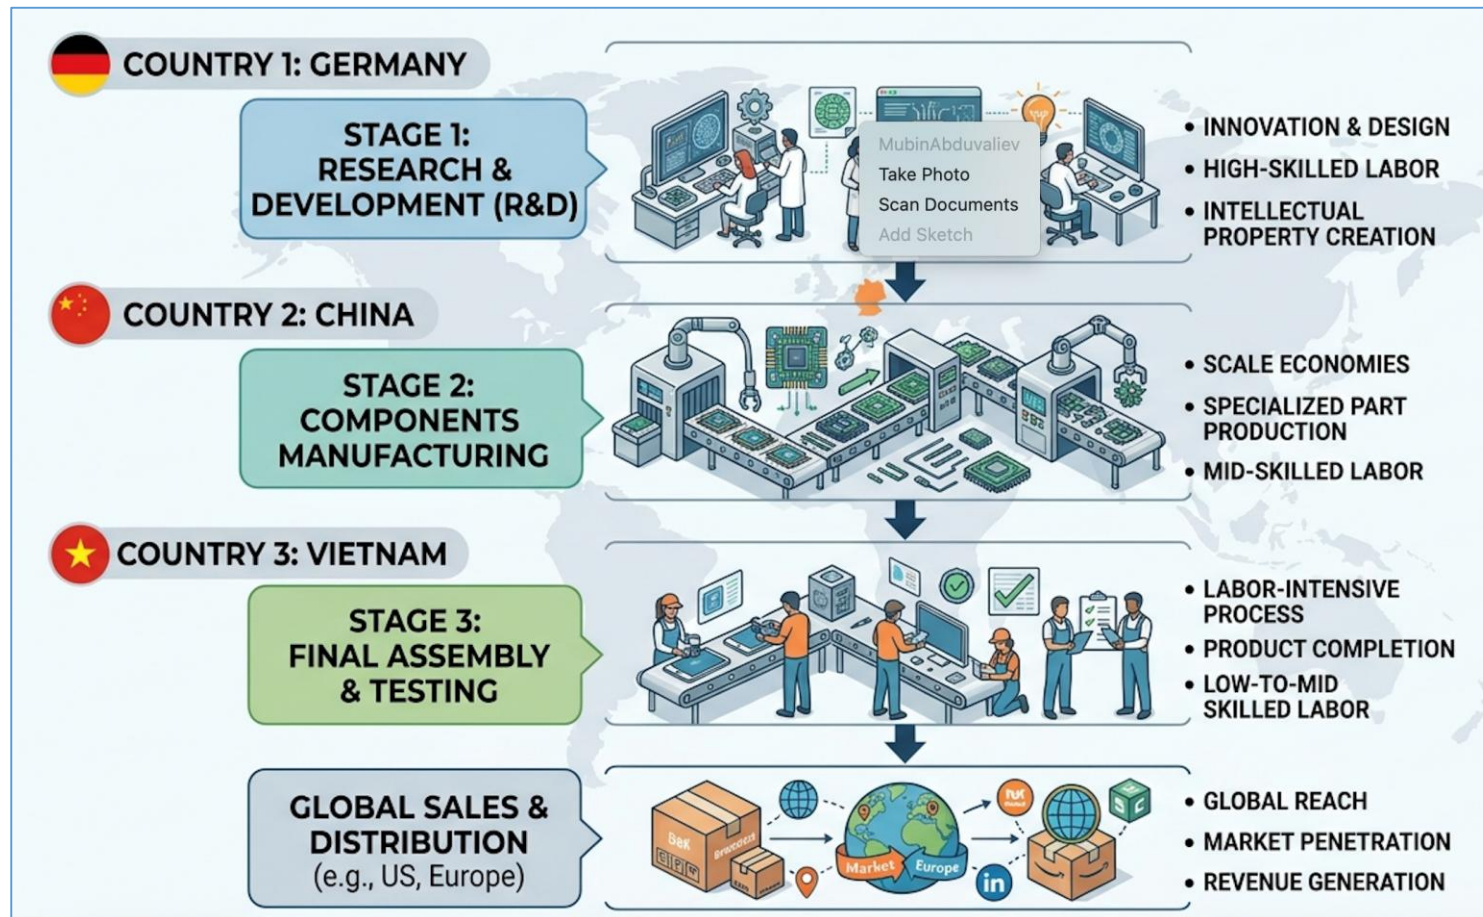 COUNTRY 1: GERMANY
STAGE 1:
RESEARCH &
DEVELOPMENT (R&D)
MubinAbduvaliev
Take Photo
Scan Documents
Add Sketch
• INNOVATION & DESIGN
• HIGH-SKILLED LABOR
• INTELLECTUAL
PROPERTY CREATION
COUNTRY 2: CHINA
STAGE 2:
COMPONENTS
MANUFACTURING
• SCALE ECONOMIES
• SPECIALIZED PART
PRODUCTION
• MID-SKILLED LABOR
COUNTRY 3: VIETNAM
STAGE 3:
FINAL ASSEMBLY
& TESTING
• LABOR-INTENSIVE
PROCESS
• PRODUCT COMPLETION
• LOW-TO-MID
SKILLED LABOR
GLOBAL SALES &
DISTRIBUTION
(e.g., US, Europe)
Market
Europe
in
• GLOBAL REACH
• MARKET PENETRATION
• REVENUE GENERATION